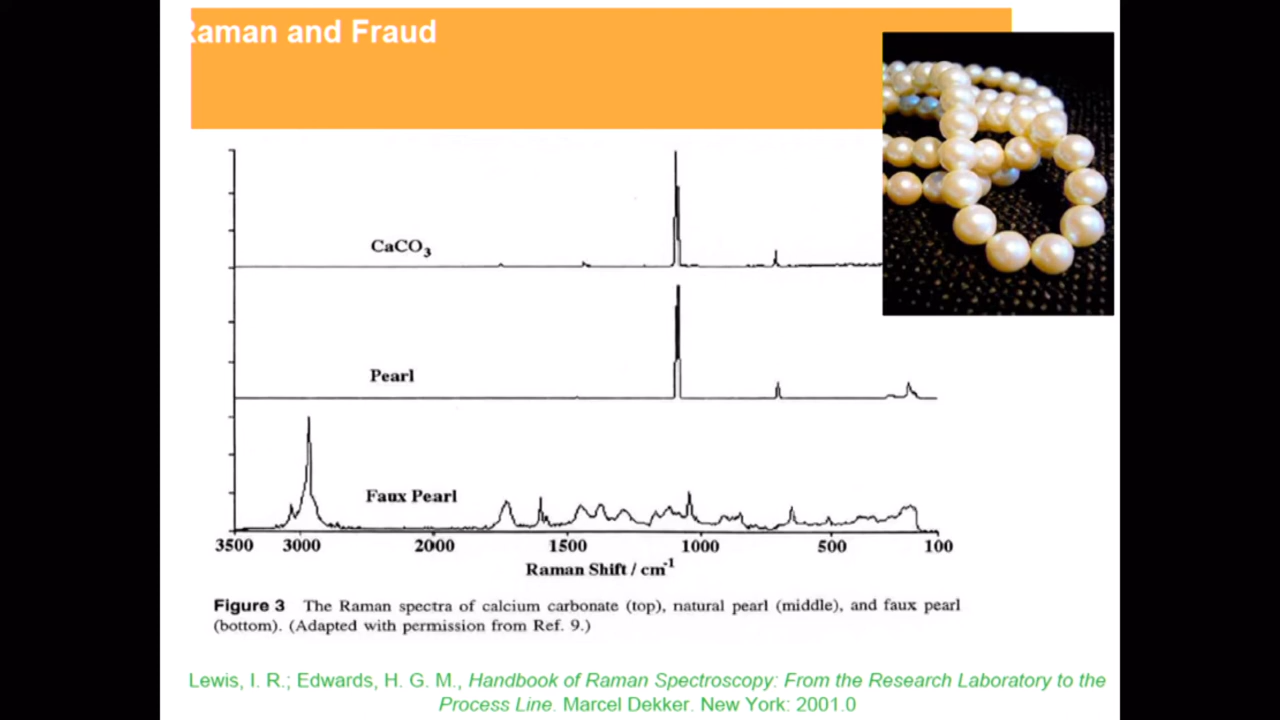 Raman and Fraud
CaCO₃
Pearl
Faux Pearl
3500 3000 2000 1500 1000 500 100
Raman Shift / cm⁻¹
Figure 3 The Raman spectra of calcium carbonate (top), natural pearl (middle), and faux pearl
(bottom). (Adapted with permission from Ref. 9.)
Lewis, I. R.; Edwards, H. G. M., Handbook of Raman Spectroscopy: From the Research Laboratory to the
Process Line. Marcel Dekker. New York: 2001.0